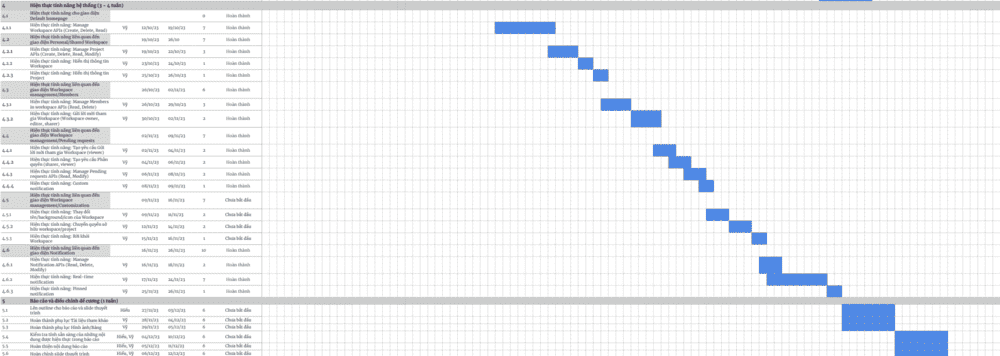 4 Hiện thực tính năng hệ thống (3 - 4 tuần)
4.1 Hiện thực tính năng cho giao diện 8 Hoàn thành
Default homepage
4.1.1 Hiện thực tính năng: Manage Vỹ 12/10/23 19/10/23 7 Hoàn thành
Workspace APIs (Create, Delete, Read)
4.2 Hiện thực tính năng liên quan đến 19/10/23 26/10 7 Hoàn thành
giao diện Personal/Shared Workspace
4.2.1 Hiện thực tính năng: Manage Project Vỹ 19/10/23 22/10/23 3 Hoàn thành
APIs (Create, Delete, Read, Modify)
4.2.2 Hiện thực tính năng: Hiển thị thông tin Vỹ 23/10/23 24/10/23 1 Hoàn thành
Workspace
4.2.3 Hiện thực tính năng: Hiển thị thông tin Vỹ 25/10/23 26/10/23 1 Hoàn thành
Project
4.3 Hiện thực tính năng liên quan đến 26/10/23 02/11/23 6 Hoàn thành
giao diện Workspace
management/Members
4.3.1 Hiện thực tính năng: Manage Members Vỹ 26/10/23 29/10/23 3 Hoàn thành
in workspace APIs (Read, Delete)
4.3.2 Hiện thực tính năng: Gửi lời mời tham Vỹ 30/10/23 02/11/23 2 Hoàn thành
gia Workspace (Workspace owner,
editor, sharer)
4.4 Hiện thực tính năng liên quan đến 02/11/23 09/11/23 7 Hoàn thành
giao diện Workspace
management/Pending requests
4.4.1 Hiện thực tính năng: Tạo yêu cầu Gửi Vỹ 02/11/23 04/11/23 2 Hoàn thành
lời mời tham gia Workspace (viewer)
4.4.2 Hiện thực tính năng: Tạo yêu cầu Phân Vỹ 04/11/23 06/11/23 2 Hoàn thành
quyền (sharer, viewer)
4.4.3 Hiện thực tính năng: Manage Pending Vỹ 06/11/23 08/11/23 2 Hoàn thành
requests APIs (Read, Modify)
4.4.4 Hiện thực tính năng: Custom Vỹ 08/11/23 09/11/23 1 Hoàn thành
notification
4.5 Hiện thực tính năng liên quan đến 09/11/23 16/11/23 7 Chưa bắt đầu
giao diện Workspace
management/Customization
4.5.1 Hiện thực tính năng: Thay đổi Vỹ 09/11/23 11/11/23 2 Chưa bắt đầu
tên/background/icon của Workspace
4.5.2 Hiện thực tính năng: Chuyển quyền sở Vỹ 12/11/23 14/11/23 2 Chưa bắt đầu
hữu workspace/project
4.5.3 Hiện thực tính năng: Rời khỏi Vỹ 15/11/23 16/11/23 1 Chưa bắt đầu
Workspace
4.6 Hiện thực tính năng liên quan đến 16/11/23 26/11/23 10 Hoàn thành
giao diện Notification
4.6.1 Hiện thực tính năng: Manage Vỹ 16/11/23 18/11/23 2 Hoàn thành
Notification APIs (Read, Delete,
Modify)
4.6.2 Hiện thực tính năng: Real-time Vỹ 17/11/23 24/11/23 7 Hoàn thành
notification
4.6.3 Hiện thực tính năng: Pinned Vỹ 25/11/23 26/11/23 1 Hoàn thành
notification
5 Báo cáo và điều chỉnh đề cương (1 tuần)
5.1 Lên outline cho báo cáo và slide thuyết Hiếu 27/11/23 03/12/23 6 Chưa bắt đầu
trình
5.2 Hoàn thành phụ lục Tài liệu tham khảo 28/11/23 04/12/23 6 Chưa bắt đầu
5.3 Hoàn thành phụ lục Hình ảnh/Bảng 29/11/23 05/12/23 6 Chưa bắt đầu
5.4 Kiểm tra tính sẵn sàng của những nội Hiếu, Vỹ 04/12/23 10/12/23 6 Chưa bắt đầu
dung được hiện thực trong báo cáo
5.5 Hoàn thiện nội dung báo cáo Hiếu, Vỹ 05/12/23 11/12/23 6 Chưa bắt đầu
5.6 Hoàn chỉnh slide thuyết trình Hiếu, Vỹ 06/12/23 12/12/23 6 Chưa bắt đầu